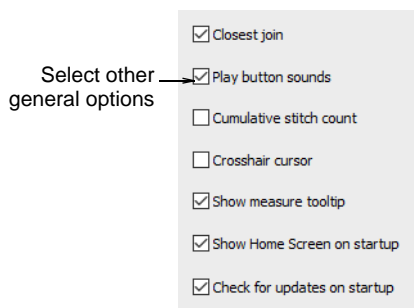 Closest join
Select other
general options
Play button sounds
Cumulative stitch count
Crosshair cursor
Show measure tooltip
Show Home Screen on startup
Check for updates on startup